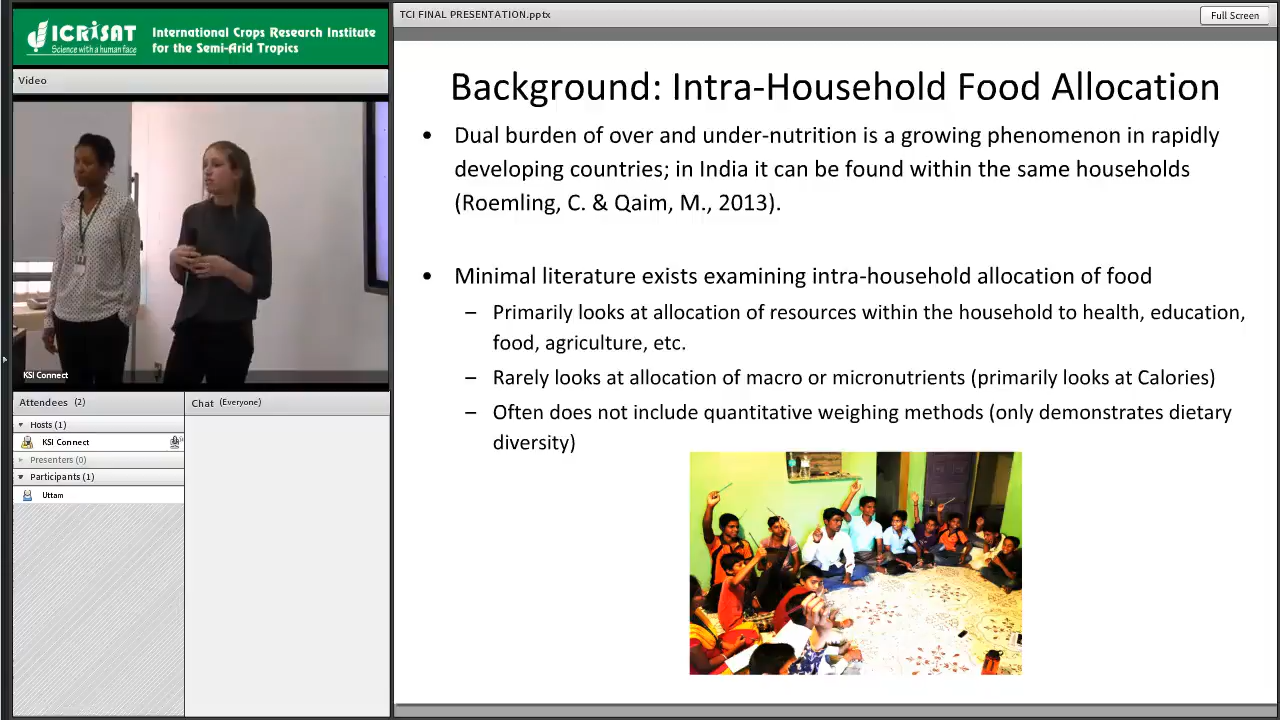 ICRISAT
Science with a human face
International Crops Research Institute
for the Semi-Arid Tropics
Video
KSI Connect
Attendees (2)
Hosts (1)
KSI Connect
Presenters (0)
Participants (1)
Uttam
Chat (Everyone)
TCI FINAL PRESENTATION.pptx
Full Screen
Background: Intra-Household Food Allocation
• Dual burden of over and under-nutrition is a growing phenomenon in rapidly
developing countries; in India it can be found within the same households
(Roemling, C. & Qaim, M., 2013).
• Minimal literature exists examining intra-household allocation of food
– Primarily looks at allocation of resources within the household to health, education,
food, agriculture, etc.
– Rarely looks at allocation of macro or micronutrients (primarily looks at Calories)
– Often does not include quantitative weighing methods (only demonstrates dietary
diversity)